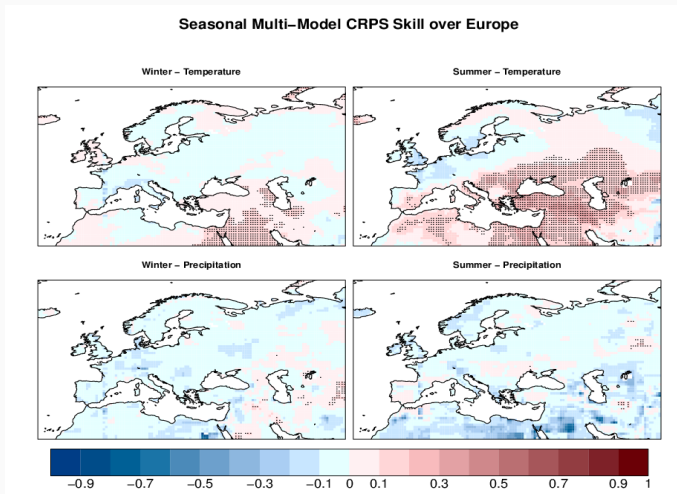 Seasonal Multi−Model CRPS Skill over Europe
Winter − Temperature
Summer − Temperature
Winter − Precipitation
Summer − Precipitation
−0.9 −0.7 −0.5 −0.3 −0.1 0 0.1 0.3 0.5 0.7 0.9 1